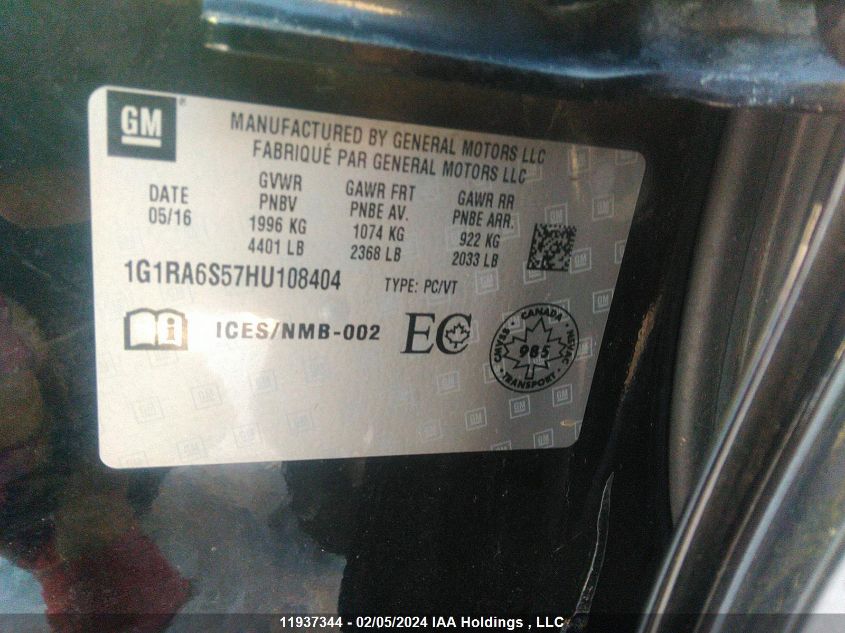 GM ®
MANUFACTURED BY GENERAL MOTORS LLC
FABRIQUÉ PAR GENERAL MOTORS LLC
DATE
05/16
GVWR
PNBV
1996 KG
4401 LB
GAWR FRT
PNBE AV.
1074 KG
2368 LB
GAWR RR
PNBE ARR.
922 KG
2033 LB
1G1RA6S57HU108404 TYPE: PC/VT
i ICES/NMB-002 EC
CANADA
CMVSS
985
NSVAC
TRANSPORT
11937344 - 02/05/2024 IAA Holdings , LLC